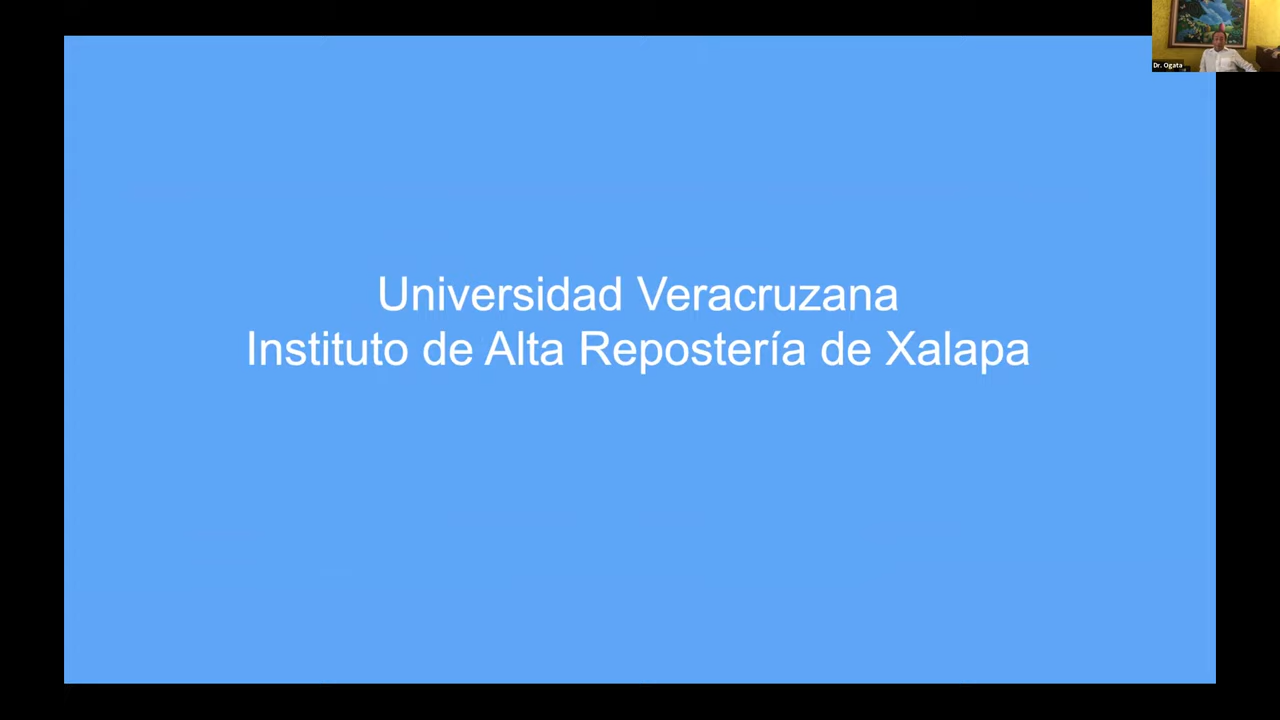 Dr. Ogata
Universidad Veracruzana
Instituto de Alta Repostería de Xalapa